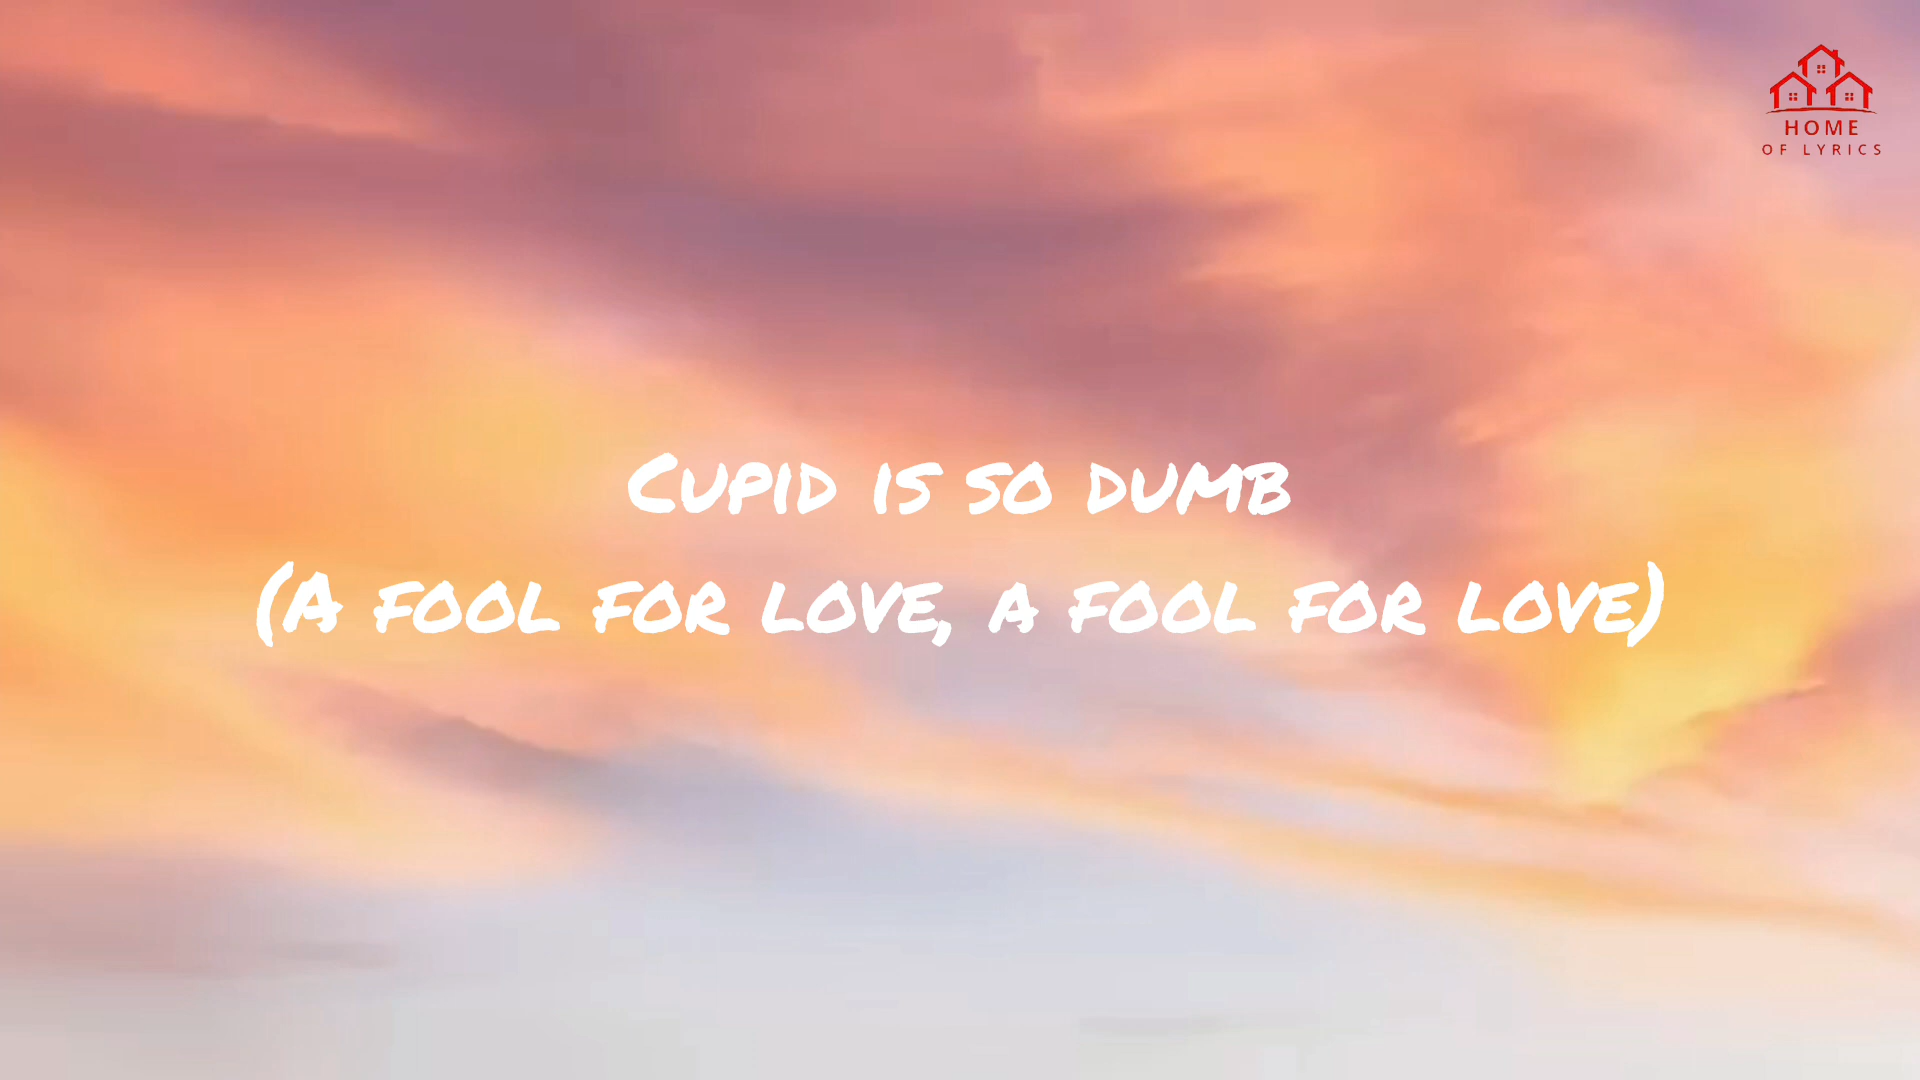 HOME
OF LYRICS
Cupid is so dumb
(A fool for love, a fool for love)